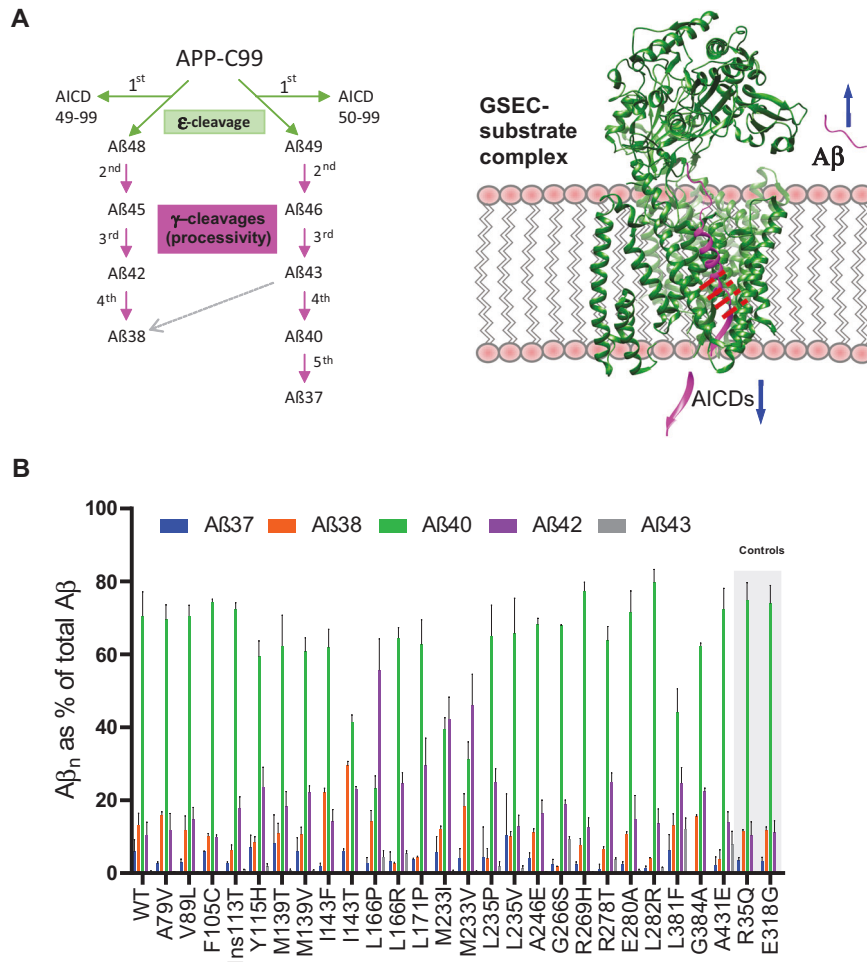 A
APP-C99
1st
1st
AICD
49-99
AICD
50-99
ɛ-cleavage
Aß48
Aß49
2nd
2nd
Aß45
Aß46
γ-cleavages
(processivity)
3rd
3rd
Aß42
Aß43
4th
4th
Aß38
Aß40
5th
Aß37
GSEC-
substrate
complex
Aβ
AICDs
B
Aβn as % of total Aβ
100
80
60
40
20
0
Aß37
Aß38
Aß40
Aß42
Aß43
Controls
WT
A79V
V89L
F105C
Ins113T
Y115H
M139T
M139V
I143F
I143T
L166P
L166R
L171P
M233I
M233V
L235P
L235V
A246E
G266S
R269H
R278T
E280A
L282R
L381F
G384A
A431E
R35Q
E318G